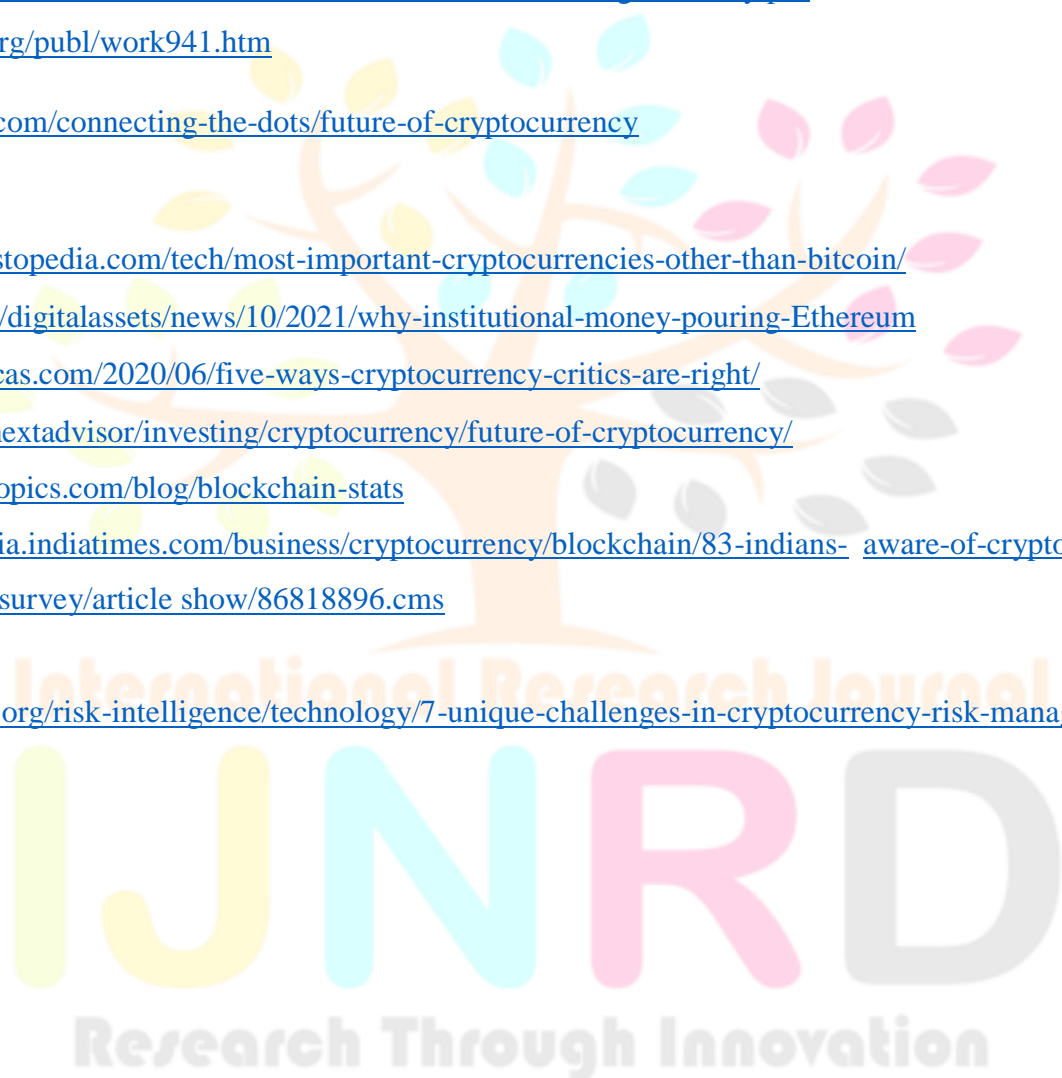 rg/publ/work941.htm
com/connecting-the-dots/future-of-cryptocurrency
stopedia.com/tech/most-important-cryptocurrencies-other-than-bitcoin/
/digitalassets/news/10/2021/why-institutional-money-pouring-Ethereum
cas.com/2020/06/five-ways-cryptocurrency-critics-are-right/
nextadvisor/investing/cryptocurrency/future-of-cryptocurrency/
opics.com/blog/blockchain-stats
ia.indiatimes.com/business/cryptocurrency/blockchain/83-indians- aware-of-crypto
survey/article show/86818896.cms
International Research Journal
org/risk-intelligence/technology/7-unique-challenges-in-cryptocurrency-risk-mana
IJNRD
Research Through Innovation